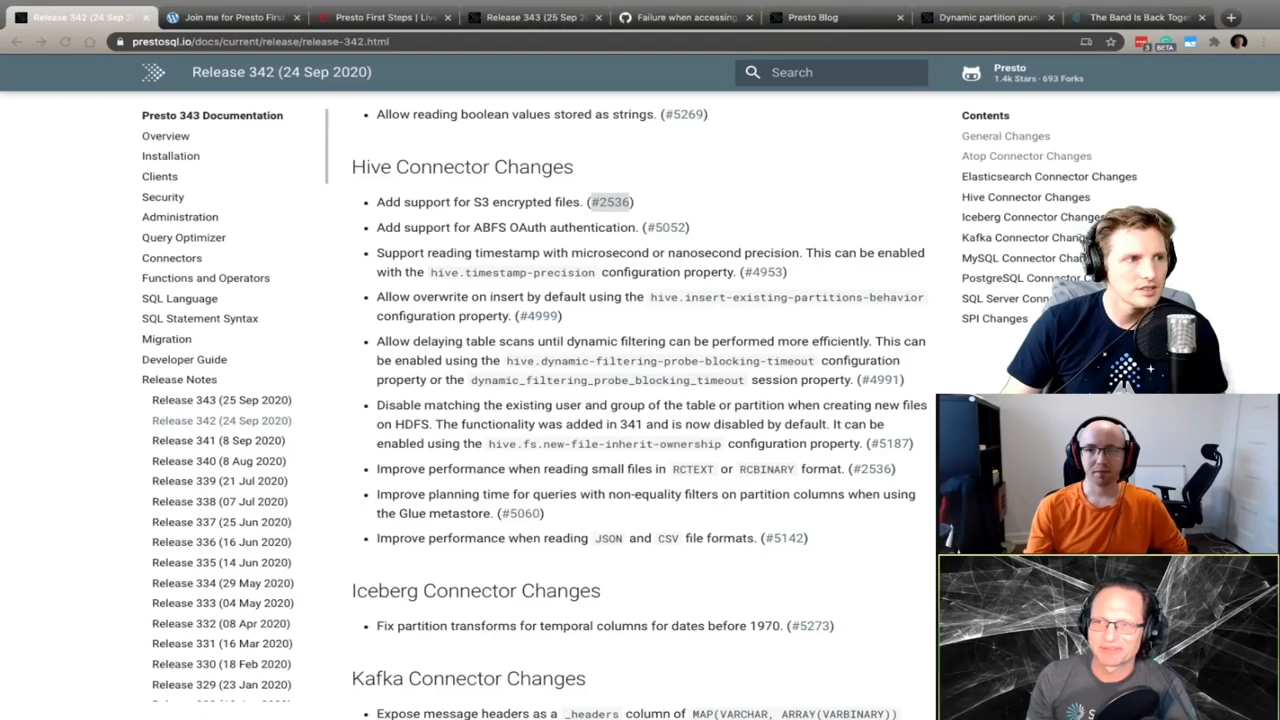 Release 342 (24 Sep 2020)
Join me for Presto First
Presto First Steps | Live
Release 343 (25 Sep 20
Failure when accessing
Presto Blog
Dynamic partition prun
The Band Is Back Toge
prestosql.io/docs/current/release/release-342.html
3
BETA
Release 342 (24 Sep 2020)
Search
Presto
1.4k Stars · 693 Forks
Presto 343 Documentation
Overview
Installation
Clients
Security
Administration
Query Optimizer
Connectors
Functions and Operators
SQL Language
SQL Statement Syntax
Migration
Developer Guide
Release Notes
Release 343 (25 Sep 2020)
Release 342 (24 Sep 2020)
Release 341 (8 Sep 2020)
Release 340 (8 Aug 2020)
Release 339 (21 Jul 2020)
Release 338 (07 Jul 2020)
Release 337 (25 Jun 2020)
Release 336 (16 Jun 2020)
Release 335 (14 Jun 2020)
Release 334 (29 May 2020)
Release 333 (04 May 2020)
Release 332 (08 Apr 2020)
Release 331 (16 Mar 2020)
Release 330 (18 Feb 2020)
Release 329 (23 Jan 2020)
• Allow reading boolean values stored as strings. (#5269)
Hive Connector Changes
• Add support for S3 encrypted files. (#2536)
• Add support for ABFS OAuth authentication. (#5052)
• Support reading timestamp with microsecond or nanosecond precision. This can be enabled
with the hive.timestamp-precision configuration property. (#4953)
• Allow overwrite on insert by default using the hive.insert-existing-partitions-behavior
configuration property. (#4999)
• Allow delaying table scans until dynamic filtering can be performed more efficiently. This can
be enabled using the hive.dynamic-filtering-probe-blocking-timeout configuration
property or the dynamic_filtering_probe_blocking_timeout session property. (#4991)
• Disable matching the existing user and group of the table or partition when creating new files
on HDFS. The functionality was added in 341 and is now disabled by default. It can be
enabled using the hive.fs.new-file-inherit-ownership configuration property. (#5187)
• Improve performance when reading small files in RCTEXT or RCBINARY format. (#2536)
• Improve planning time for queries with non-equality filters on partition columns when using
the Glue metastore. (#5060)
• Improve performance when reading JSON and CSV file formats. (#5142)
Iceberg Connector Changes
• Fix partition transforms for temporal columns for dates before 1970. (#5273)
Kafka Connector Changes
• Expose message headers as a _headers column of MAP(VARCHAR, ARRAY(VARBINARY))
Contents
General Changes
Atop Connector Changes
Elasticsearch Connector Changes
Hive Connector Changes
Iceberg Connector Changes
Kafka Connector Chang
MySQL Connector Cha
PostgreSQL Connector
SQL Server Conn
SPI Changes